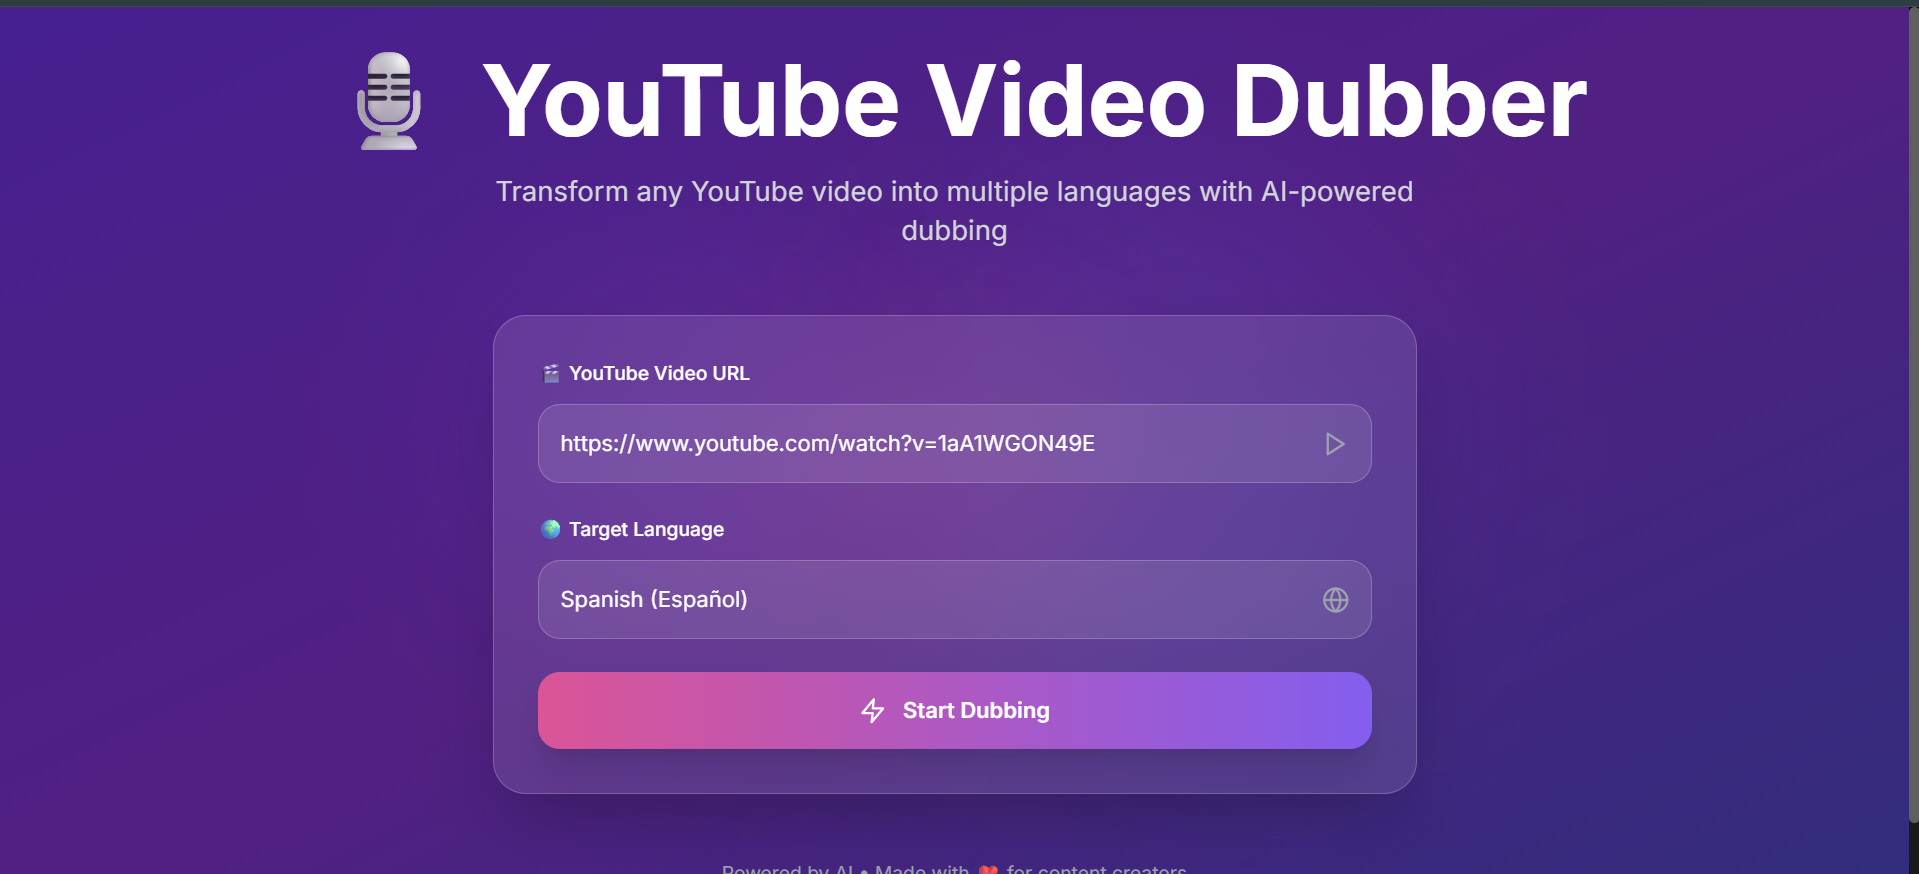 YouTube Video Dubber
Transform any YouTube video into multiple languages with AI-powered
dubbing
YouTube Video URL
https://www.youtube.com/watch?v=1aA1WGON49E
Target Language
Spanish (Español)
Start Dubbing
Powered by AI • Made with ❤️ for content creators